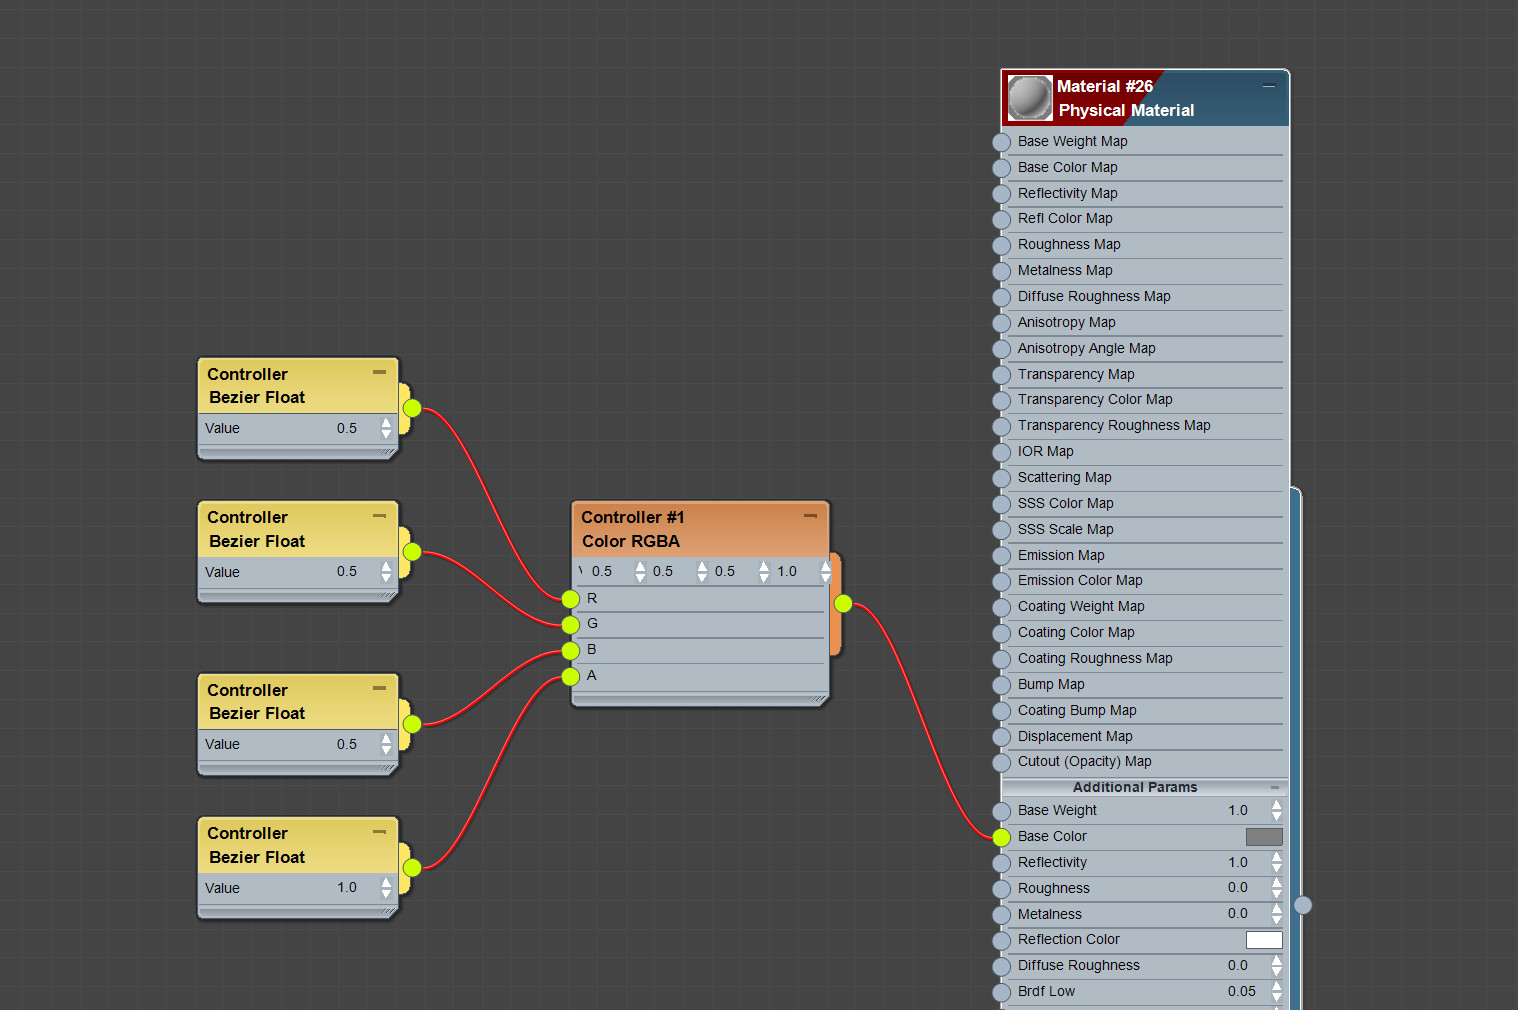 Material #26
Physical Material
Base Weight Map
Base Color Map
Reflectivity Map
Refl Color Map
Roughness Map
Metalness Map
Diffuse Roughness Map
Anisotropy Map
Anisotropy Angle Map
Transparency Map
Transparency Color Map
Transparency Roughness Map
IOR Map
Scattering Map
SSS Color Map
SSS Scale Map
Emission Map
Emission Color Map
Coating Weight Map
Coating Color Map
Coating Roughness Map
Bump Map
Coating Bump Map
Displacement Map
Cutout (Opacity) Map
Additional Params
Base Weight 1.0
Base Color
Reflectivity 1.0
Roughness 0.0
Metalness 0.0
Reflection Color
Diffuse Roughness 0.0
Brdf Low 0.05
Controller
Bezier Float
Value 0.5
Controller
Bezier Float
Value 0.5
Controller
Bezier Float
Value 0.5
Controller
Bezier Float
Value 1.0
Controller #1
Color RGBA
0.5 0.5 0.5 1.0
R
G
B
A